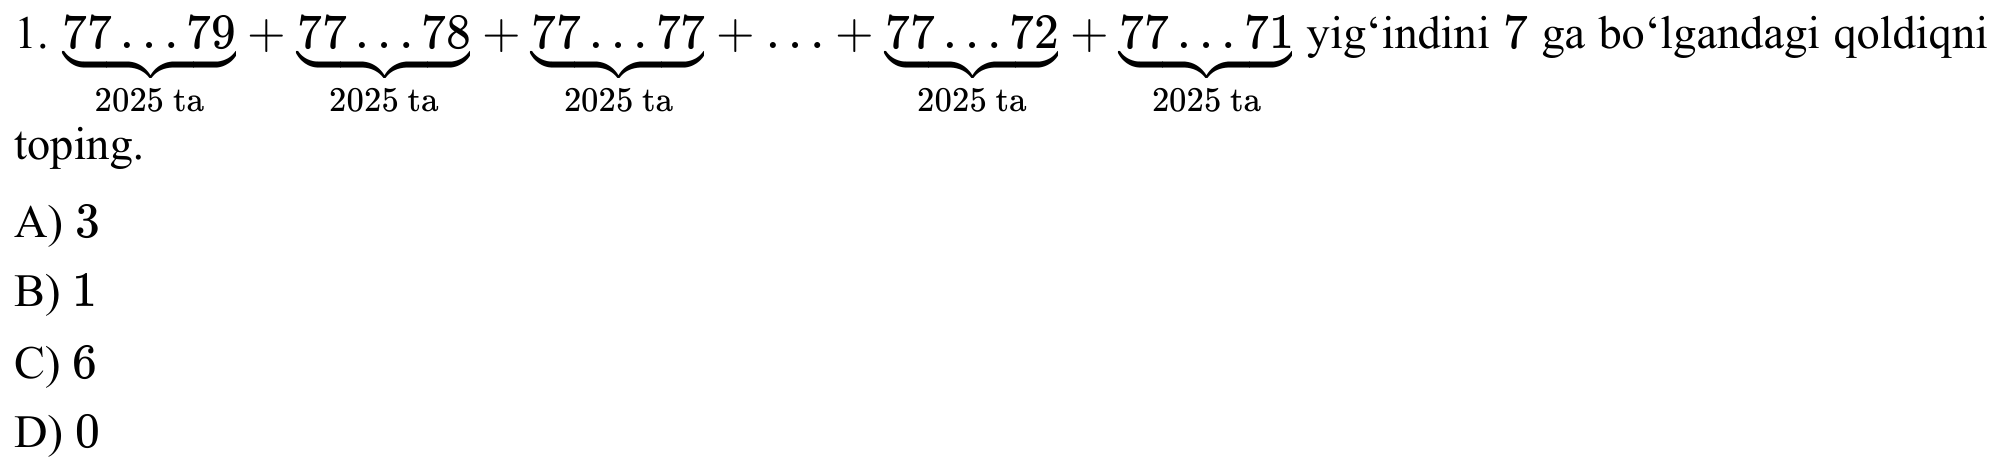 1. 77...79 + 77...78 + 77...77 + ... + 77...72 + 77...71 yig‘indini 7 ga bo‘lgandagi qoldiqni
2025 ta 2025 ta 2025 ta 2025 ta 2025 ta
toping.
A) 3
B) 1
C) 6
D) 0